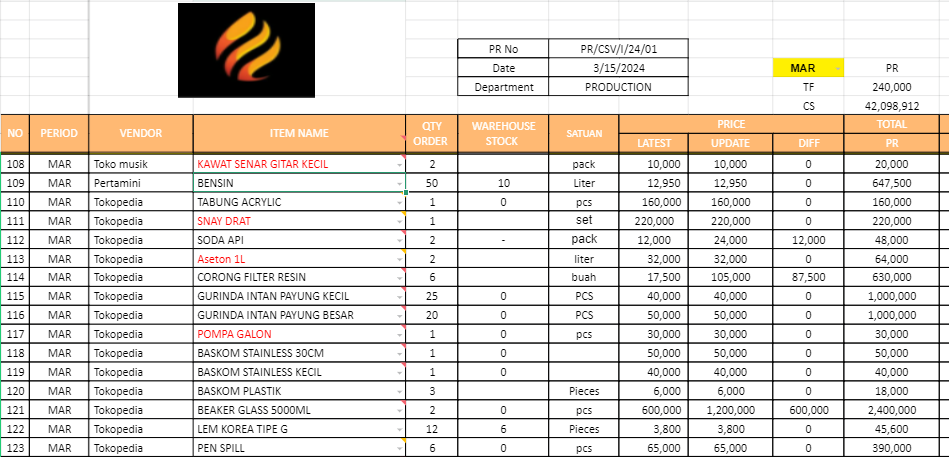 PR No PR/CSV/I/24/01
Date 3/15/2024 MAR PR
Department PRODUCTION TF 240,000
CS 42,098,912
NO PERIOD VENDOR ITEM NAME QTY ORDER WAREHOUSE STOCK SATUAN PRICE TOTAL
LATEST UPDATE DIFF PR
108 MAR Toko musik KAWAT SENAR GITAR KECIL 2 pack 10,000 10,000 0 20,000
109 MAR Pertamini BENSIN 50 10 Liter 12,950 12,950 0 647,500
110 MAR Tokopedia TABUNG ACRYLIC 1 0 pcs 160,000 160,000 0 160,000
111 MAR Tokopedia SNAY DRAT 1 set 220,000 220,000 0 220,000
112 MAR Tokopedia SODA API 2 - pack 12,000 24,000 12,000 48,000
113 MAR Tokopedia Aseton 1L 2 liter 32,000 32,000 0 64,000
114 MAR Tokopedia CORONG FILTER RESIN 6 buah 17,500 105,000 87,500 630,000
115 MAR Tokopedia GURINDA INTAN PAYUNG KECIL 25 0 PCS 40,000 40,000 0 1,000,000
116 MAR Tokopedia GURINDA INTAN PAYUNG BESAR 20 0 PCS 50,000 50,000 0 1,000,000
117 MAR Tokopedia POMPA GALON 1 0 pcs 30,000 30,000 0 30,000
118 MAR Tokopedia BASKOM STAINLESS 30CM 1 0 50,000 50,000 0 50,000
119 MAR Tokopedia BASKOM STAINLESS KECIL 1 0 40,000 40,000 0 40,000
120 MAR Tokopedia BASKOM PLASTIK 3 Pieces 6,000 6,000 0 18,000
121 MAR Tokopedia BEAKER GLASS 5000ML 2 0 pcs 600,000 1,200,000 600,000 2,400,000
122 MAR Tokopedia LEM KOREA TIPE G 12 6 Pieces 3,800 3,800 0 45,600
123 MAR Tokopedia PEN SPILL 6 0 pcs 65,000 65,000 0 390,000